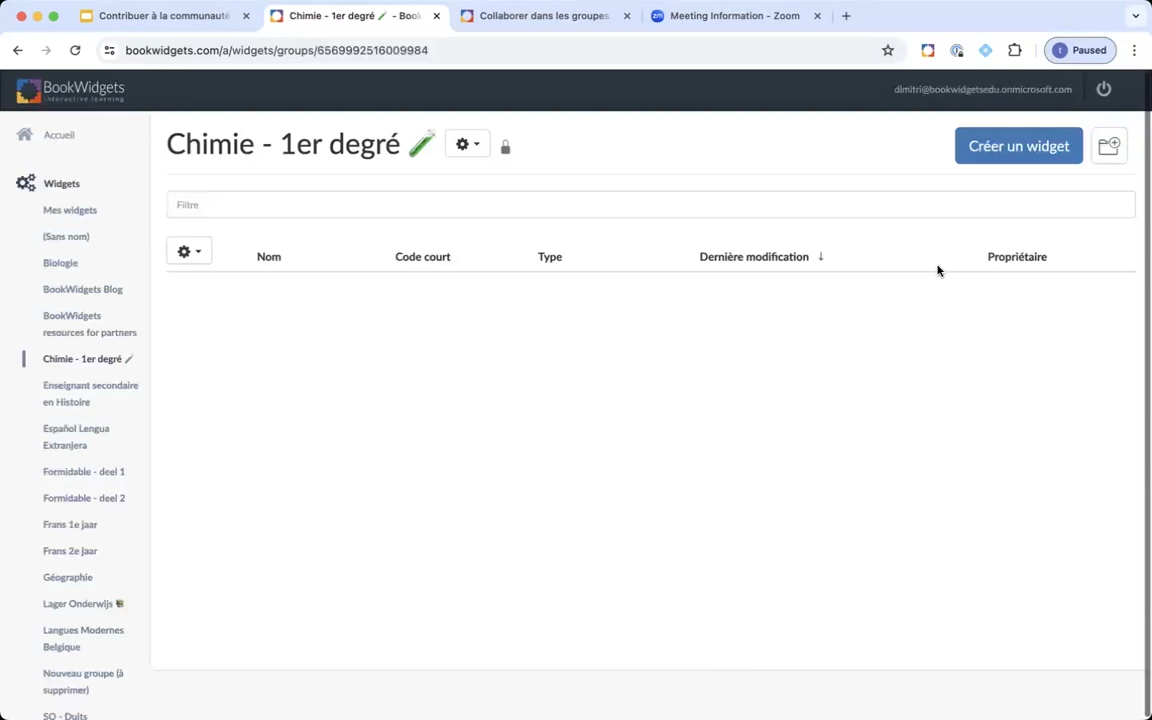 Contribuer à la communauté
Chimie - 1er degré - Book
Collaborer dans les groupes
zm Meeting Information - Zoom
bookwidgets.com/a/widgets/groups/6569992516009984
t Paused
BookWidgets
interactive learning
dimitri@bookwidgetsedu.onmicrosoft.com
Accueil
Chimie - 1er degré
Créer un widget
Widgets
Mes widgets
Filtre
(Sans nom)
Nom Code court Type Dernière modification ↓ Propriétaire
Biologie
BookWidgets Blog
BookWidgets
resources for partners
Chimie - 1er degré
Enseignant secondaire
en Histoire
Español Lengua
Extranjera
Formidable - deel 1
Formidable - deel 2
Frans 1e jaar
Frans 2e jaar
Géographie
Lager Onderwijs
Langues Modernes
Belgique
Nouveau groupe (à
supprimer)
SO - Duits